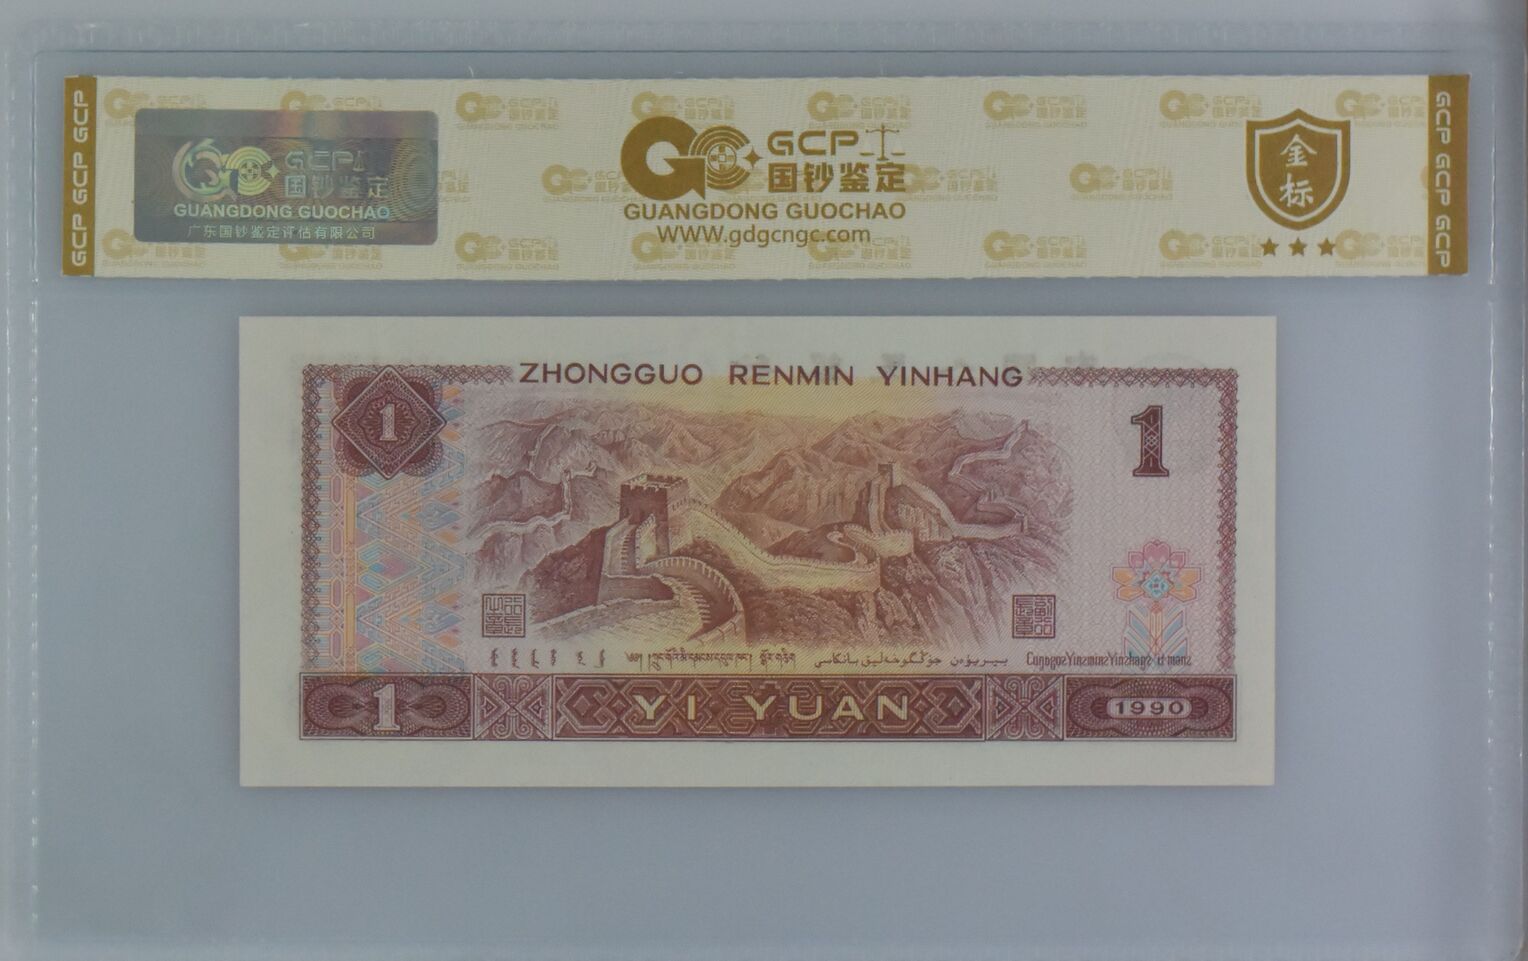 GCP GCP GCP
GCP 国钞鉴定
GUANGDONG GUOCHAO
广东国钞鉴定评估有限公司
GCP
国钞鉴定
GUANGDONG GUOCHAO
WWW.gdgcngc.com
金标
GCP GCP GCP
ZHONGGUO RENMIN YINHANG
1
1
1
YI YUAN
1990